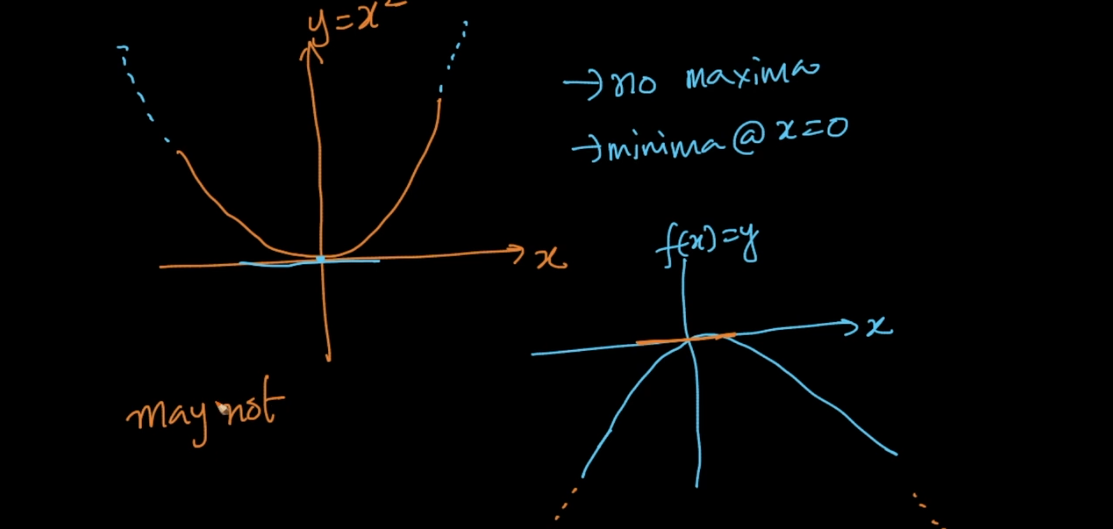 y = x²
→ no maxima
→ minima @ x=0
f(x)=y
x
x
may not